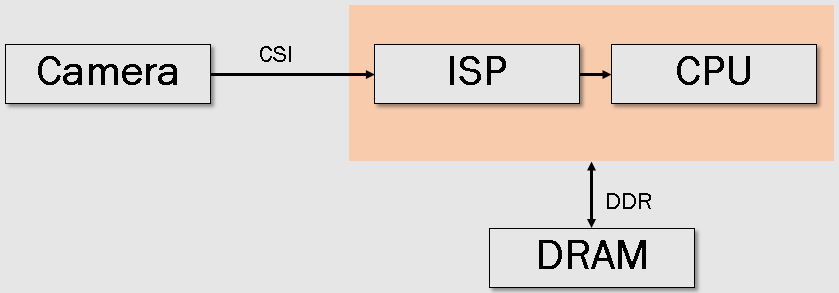 Camera
CSI
ISP
CPU
DDR
DRAM